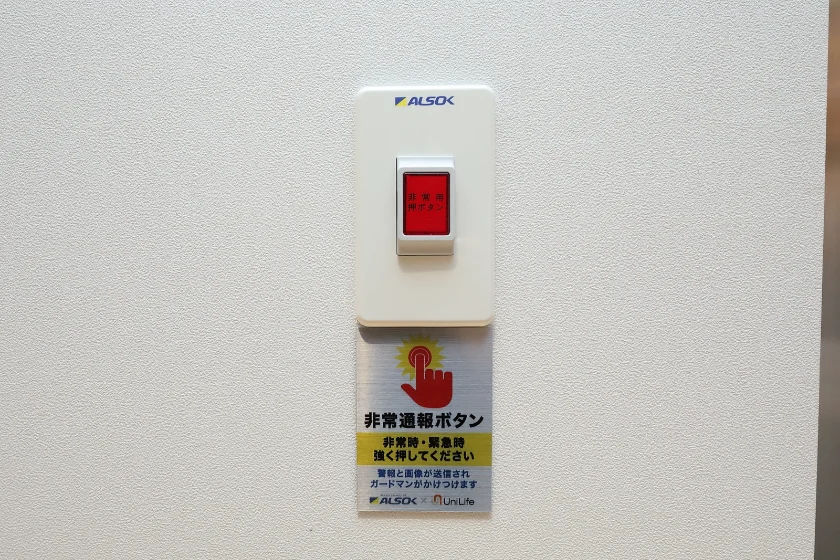 ALSOK
非常用
押ボタン
非常通報ボタン
非常時・緊急時
強く押してください
警報と画像が送信され
ガードマンがかけつけます
ALSOK × UniLife